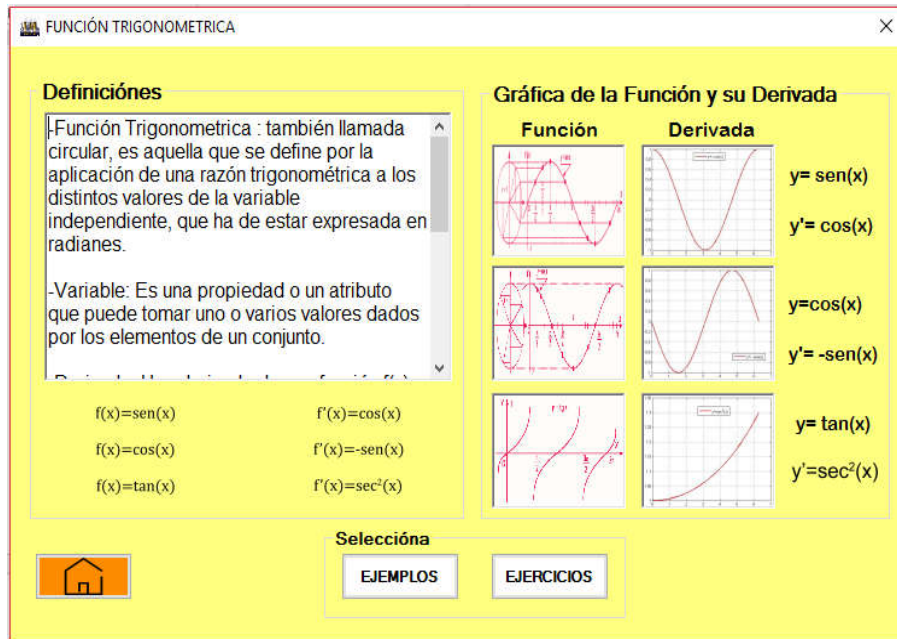 FUNCIÓN TRIGONOMETRICA
Definiciónes
-Función Trigonometrica : también llamada
circular, es aquella que se define por la
aplicación de una razón trigonométrica a los
distintos valores de la variable
independiente, que ha de estar expresada en
radianes.
-Variable: Es una propiedad o un atributo
que puede tomar uno o varios valores dados
por los elementos de un conjunto.
f(x)=sen(x) f'(x)=cos(x)
f(x)=cos(x) f'(x)=-sen(x)
f(x)=tan(x) f'(x)=sec²(x)
Gráfica de la Función y su Derivada
Función Derivada
y= sen(x)
y'= cos(x)
y=cos(x)
y'= -sen(x)
y= tan(x)
y'=sec²(x)
Seleccióna
EJEMPLOS EJERCICIOS